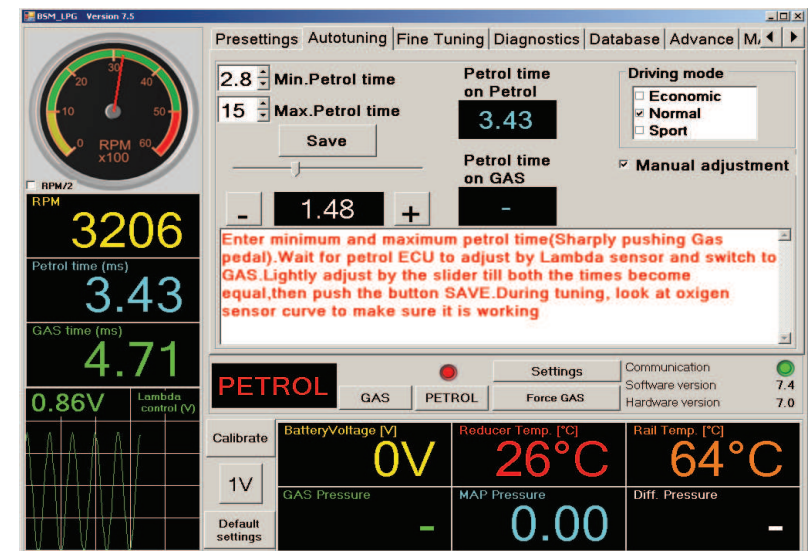 BSM_LPG Version 7.5
Presettings Autotuning Fine Tuning Diagnostics Database Advance M
0 10 20 30 40 50 60
RPM
x100
RPM/2
RPM
3206
Petrol time (ms)
3.43
GAS time (ms)
4.71
0.86V Lambda
control (V)
2.8 Min.Petrol time
15 Max.Petrol time
Save
- 1.48 +
Petrol time
on Petrol
3.43
Petrol time
on GAS
-
Driving mode
Economic
Normal
Sport
Manual adjustment
Enter minimum and maximum petrol time(Sharply pushing Gas
pedal).Wait for petrol ECU to adjust by Lambda sensor and switch to
GAS.Lightly adjust by the slider till both the times become
equal,then push the button SAVE.During tuning, look at oxigen
sensor curve to make sure it is working
PETROL
GAS
PETROL
Settings
Force GAS
Communication
Software version 7.4
Hardware version 7.0
Calibrate
1V
Default
settings
BatteryVoltage [V]
0V
Reducer Temp. [°C]
26°C
Rail Temp. [°C]
64°C
GAS Pressure
-
MAP Pressure
0.00
Diff. Pressure
-